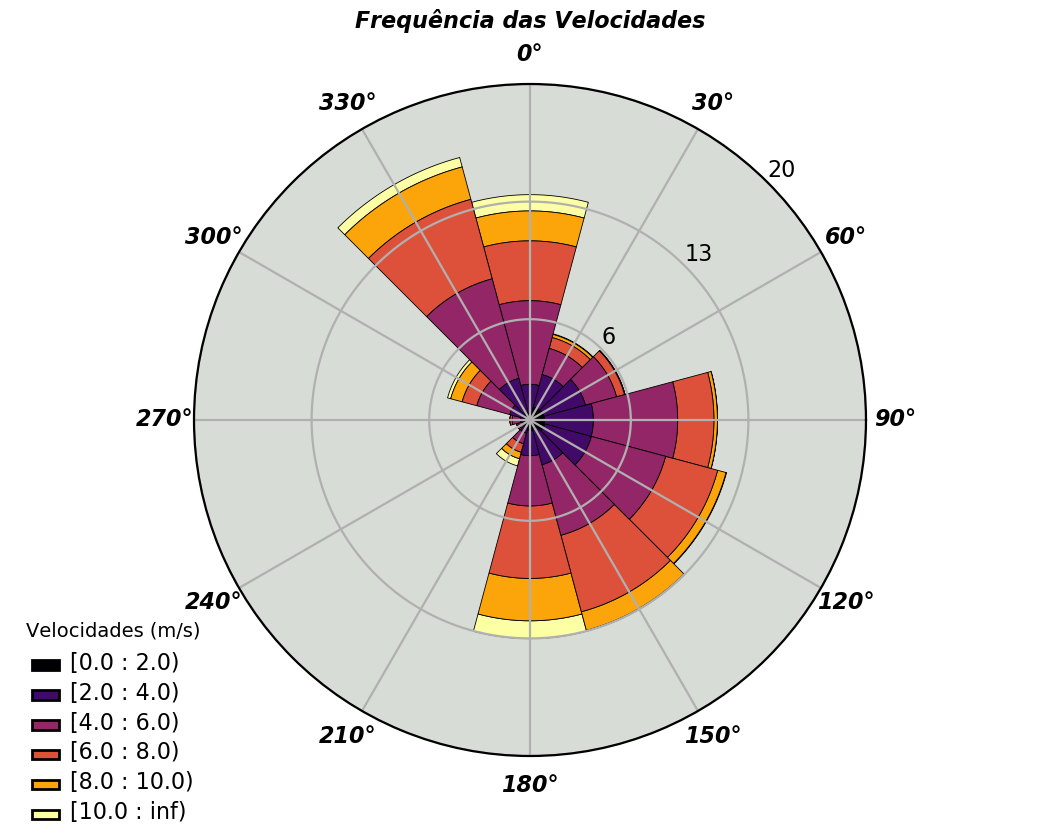 Frequência das Velocidades
0°
30°
60°
90°
120°
150°
180°
210°
240°
270°
300°
330°
6
13
20
Velocidades (m/s)
[0.0 : 2.0)
[2.0 : 4.0)
[4.0 : 6.0)
[6.0 : 8.0)
[8.0 : 10.0)
[10.0 : inf)